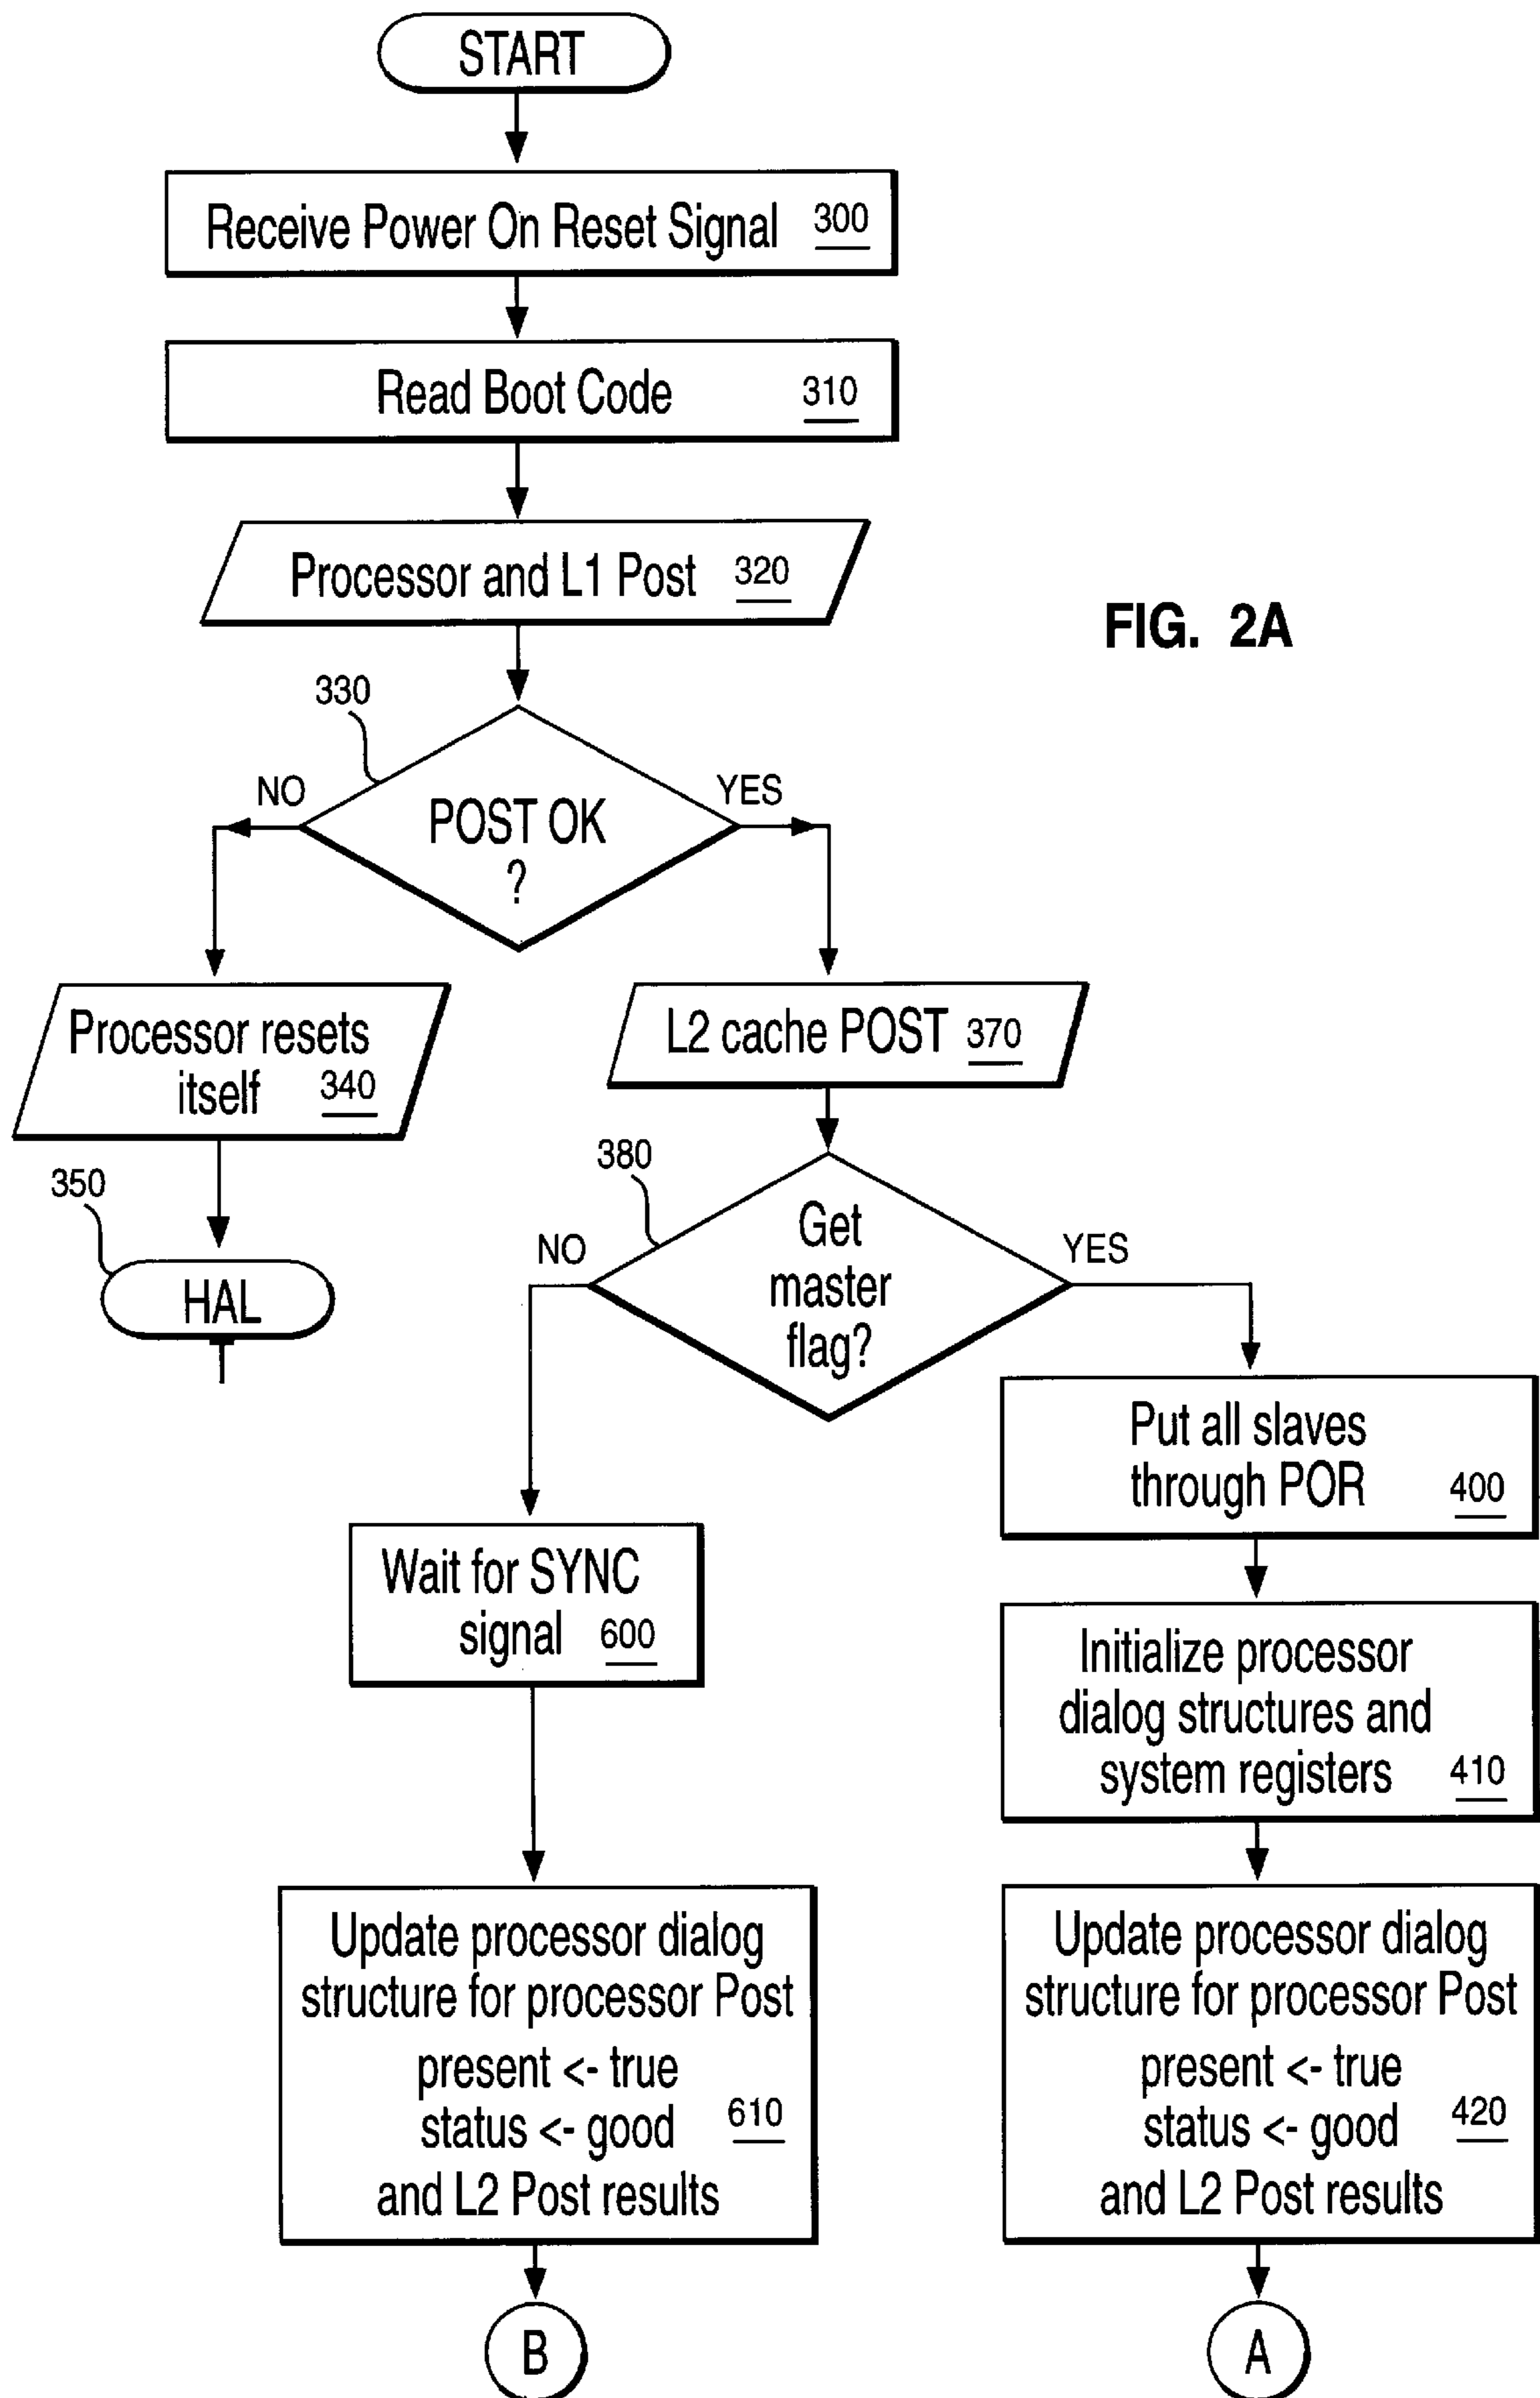 START
Receive Power On Reset Signal 300
Read Boot Code 310
Processor and L1 Post 320
FIG. 2A
330
NO
YES
POST OK
?
Processor resets
itself 340
L2 cache POST 370
350
HAL
380
NO
YES
Get
master
flag?
Put all slaves
through POR 400
Wait for SYNC
signal 600
Initialize processor
dialog structures and
system registers 410
Update processor dialog
structure for processor Post
present <- true
status <- good 610
and L2 Post results
Update processor dialog
structure for processor Post
present <- true
status <- good 420
and L2 Post results
B
A